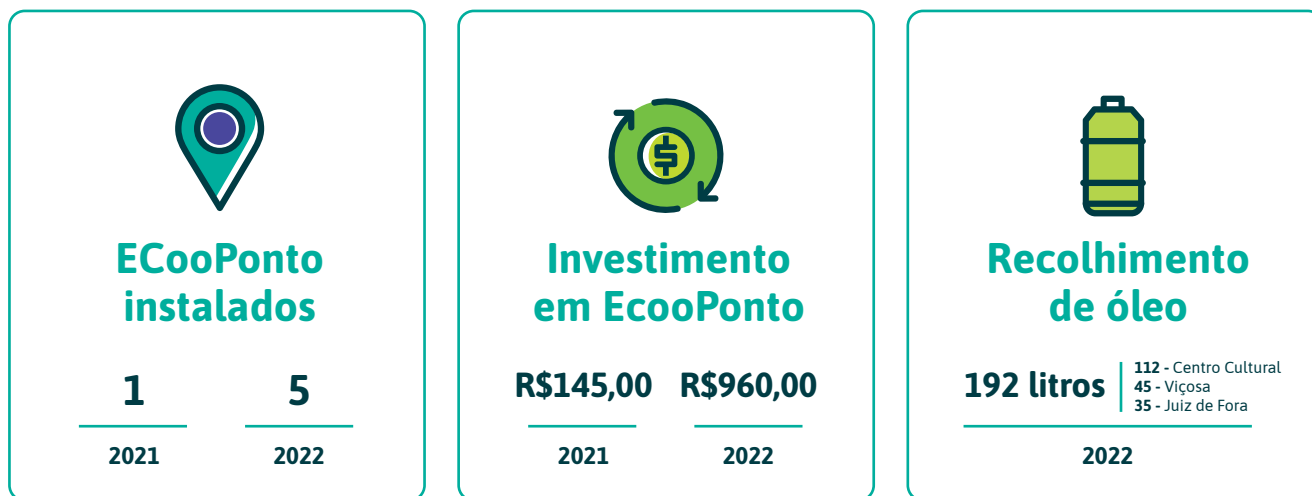 ECooPonto
instalados
1
5
2021
2022
Investimento
em EcooPonto
R$145,00
R$960,00
2021
2022
Recolhimento
de óleo
192 litros
112 - Centro Cultural
45 - Viçosa
35 - Juiz de Fora
2022